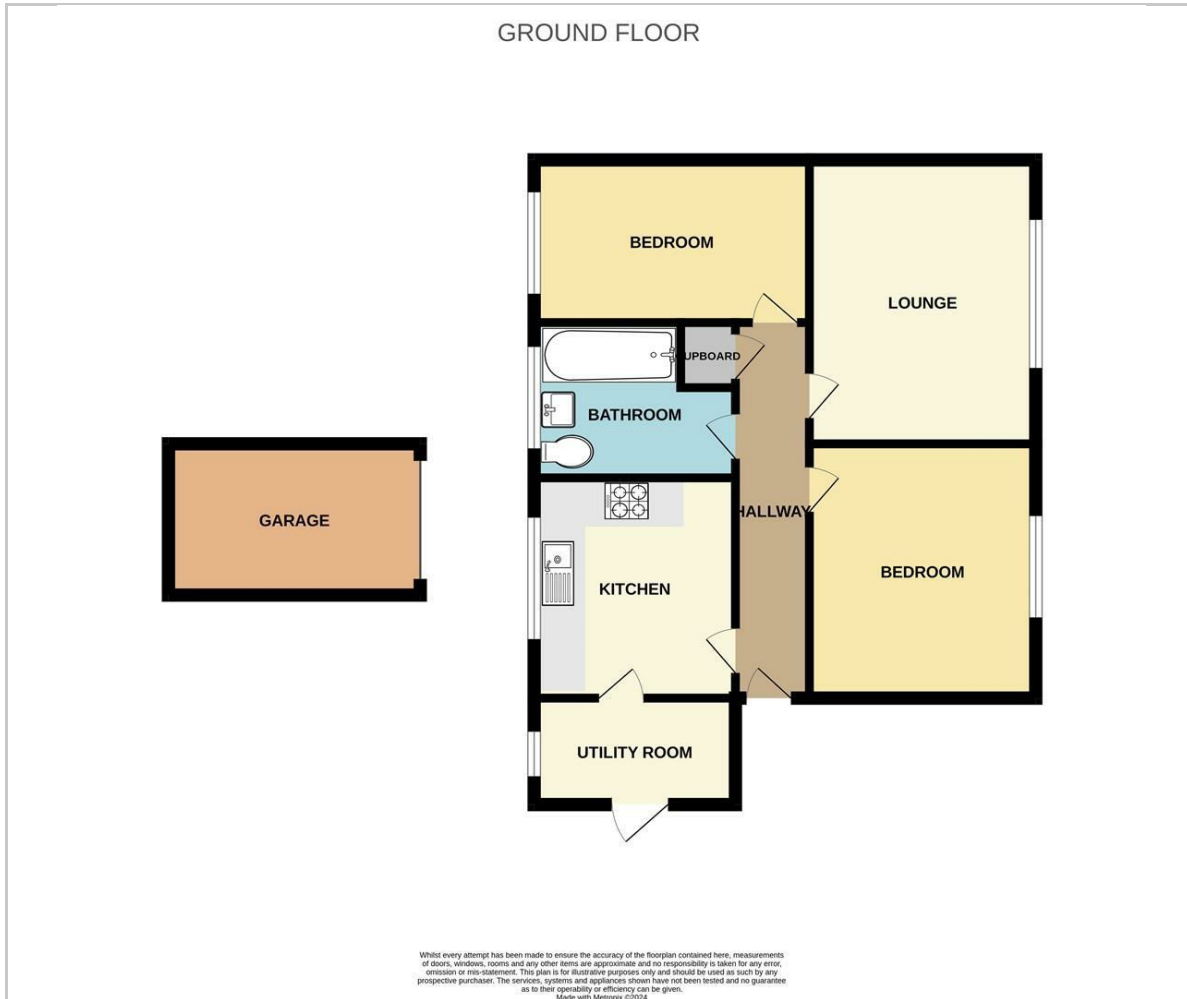 GROUND FLOOR
BEDROOM
LOUNGE
UPBOARD
BATHROOM
HALLWAY
GARAGE
BEDROOM
KITCHEN
UTILITY ROOM
Whilst every attempt has been made to ensure the accuracy of the floorplan contained here, measurements
of doors, windows, rooms and any other items are approximate and no responsibility is taken for any error,
omission or mis-statement. This plan is for illustrative purposes only and should be used as such by any
prospective purchaser. The services, systems and appliances shown have not been tested and no guarantee
as to their operability or efficiency can be given.
Made with Metropix ©2024